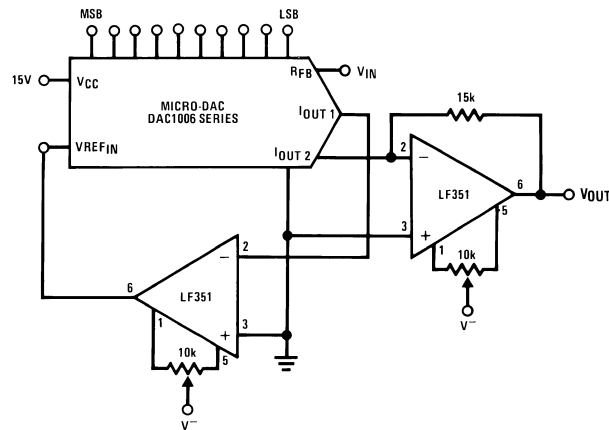 MSB LSB
15V VCC RFB VIN
MICRO-DAC
DAC1006 SERIES
IOUT 1
VREFIN
IOUT 2
15k
2 − 6 VOUT
LF351
5
3 +
1 10k
V−
2
−
6 LF351
1 + 3
10k 5
V−